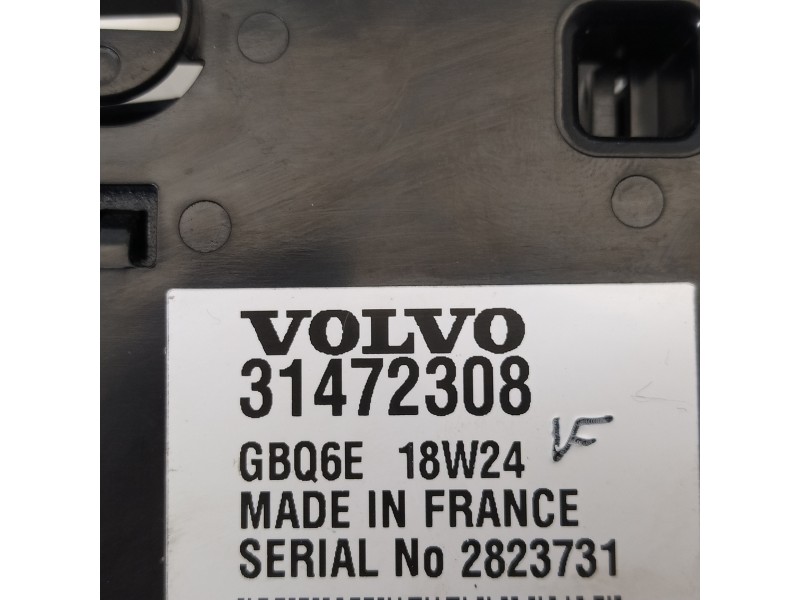 VOLVO
31472308
GBQ6E 18W24
MADE IN FRANCE
SERIAL No 2823731